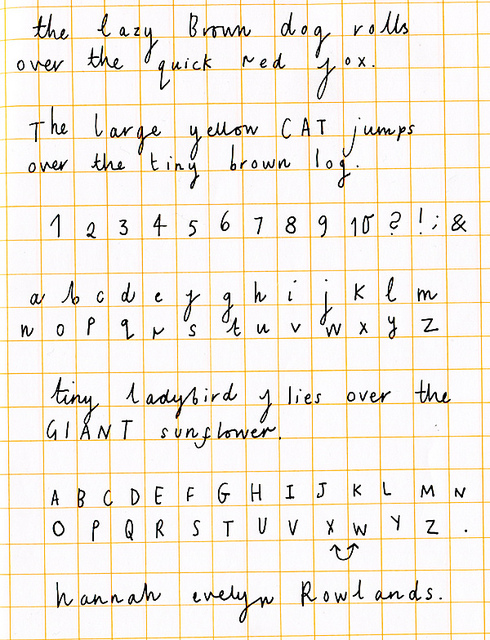 the lazy Brown dog rolls
over the quick red fox.
The large yellow CAT jumps
over the tiny brown log.
1 2 3 4 5 6 7 8 9 10 ? ! ; &
a b c d e f g h i j k l m
n o p q r s t u v w x y z
tiny ladybird flies over the
GIANT sunflower.
A B C D E F G H I J K L M N
O P Q R S T U V X W Y Z .
hannah evelyn Rowlands.